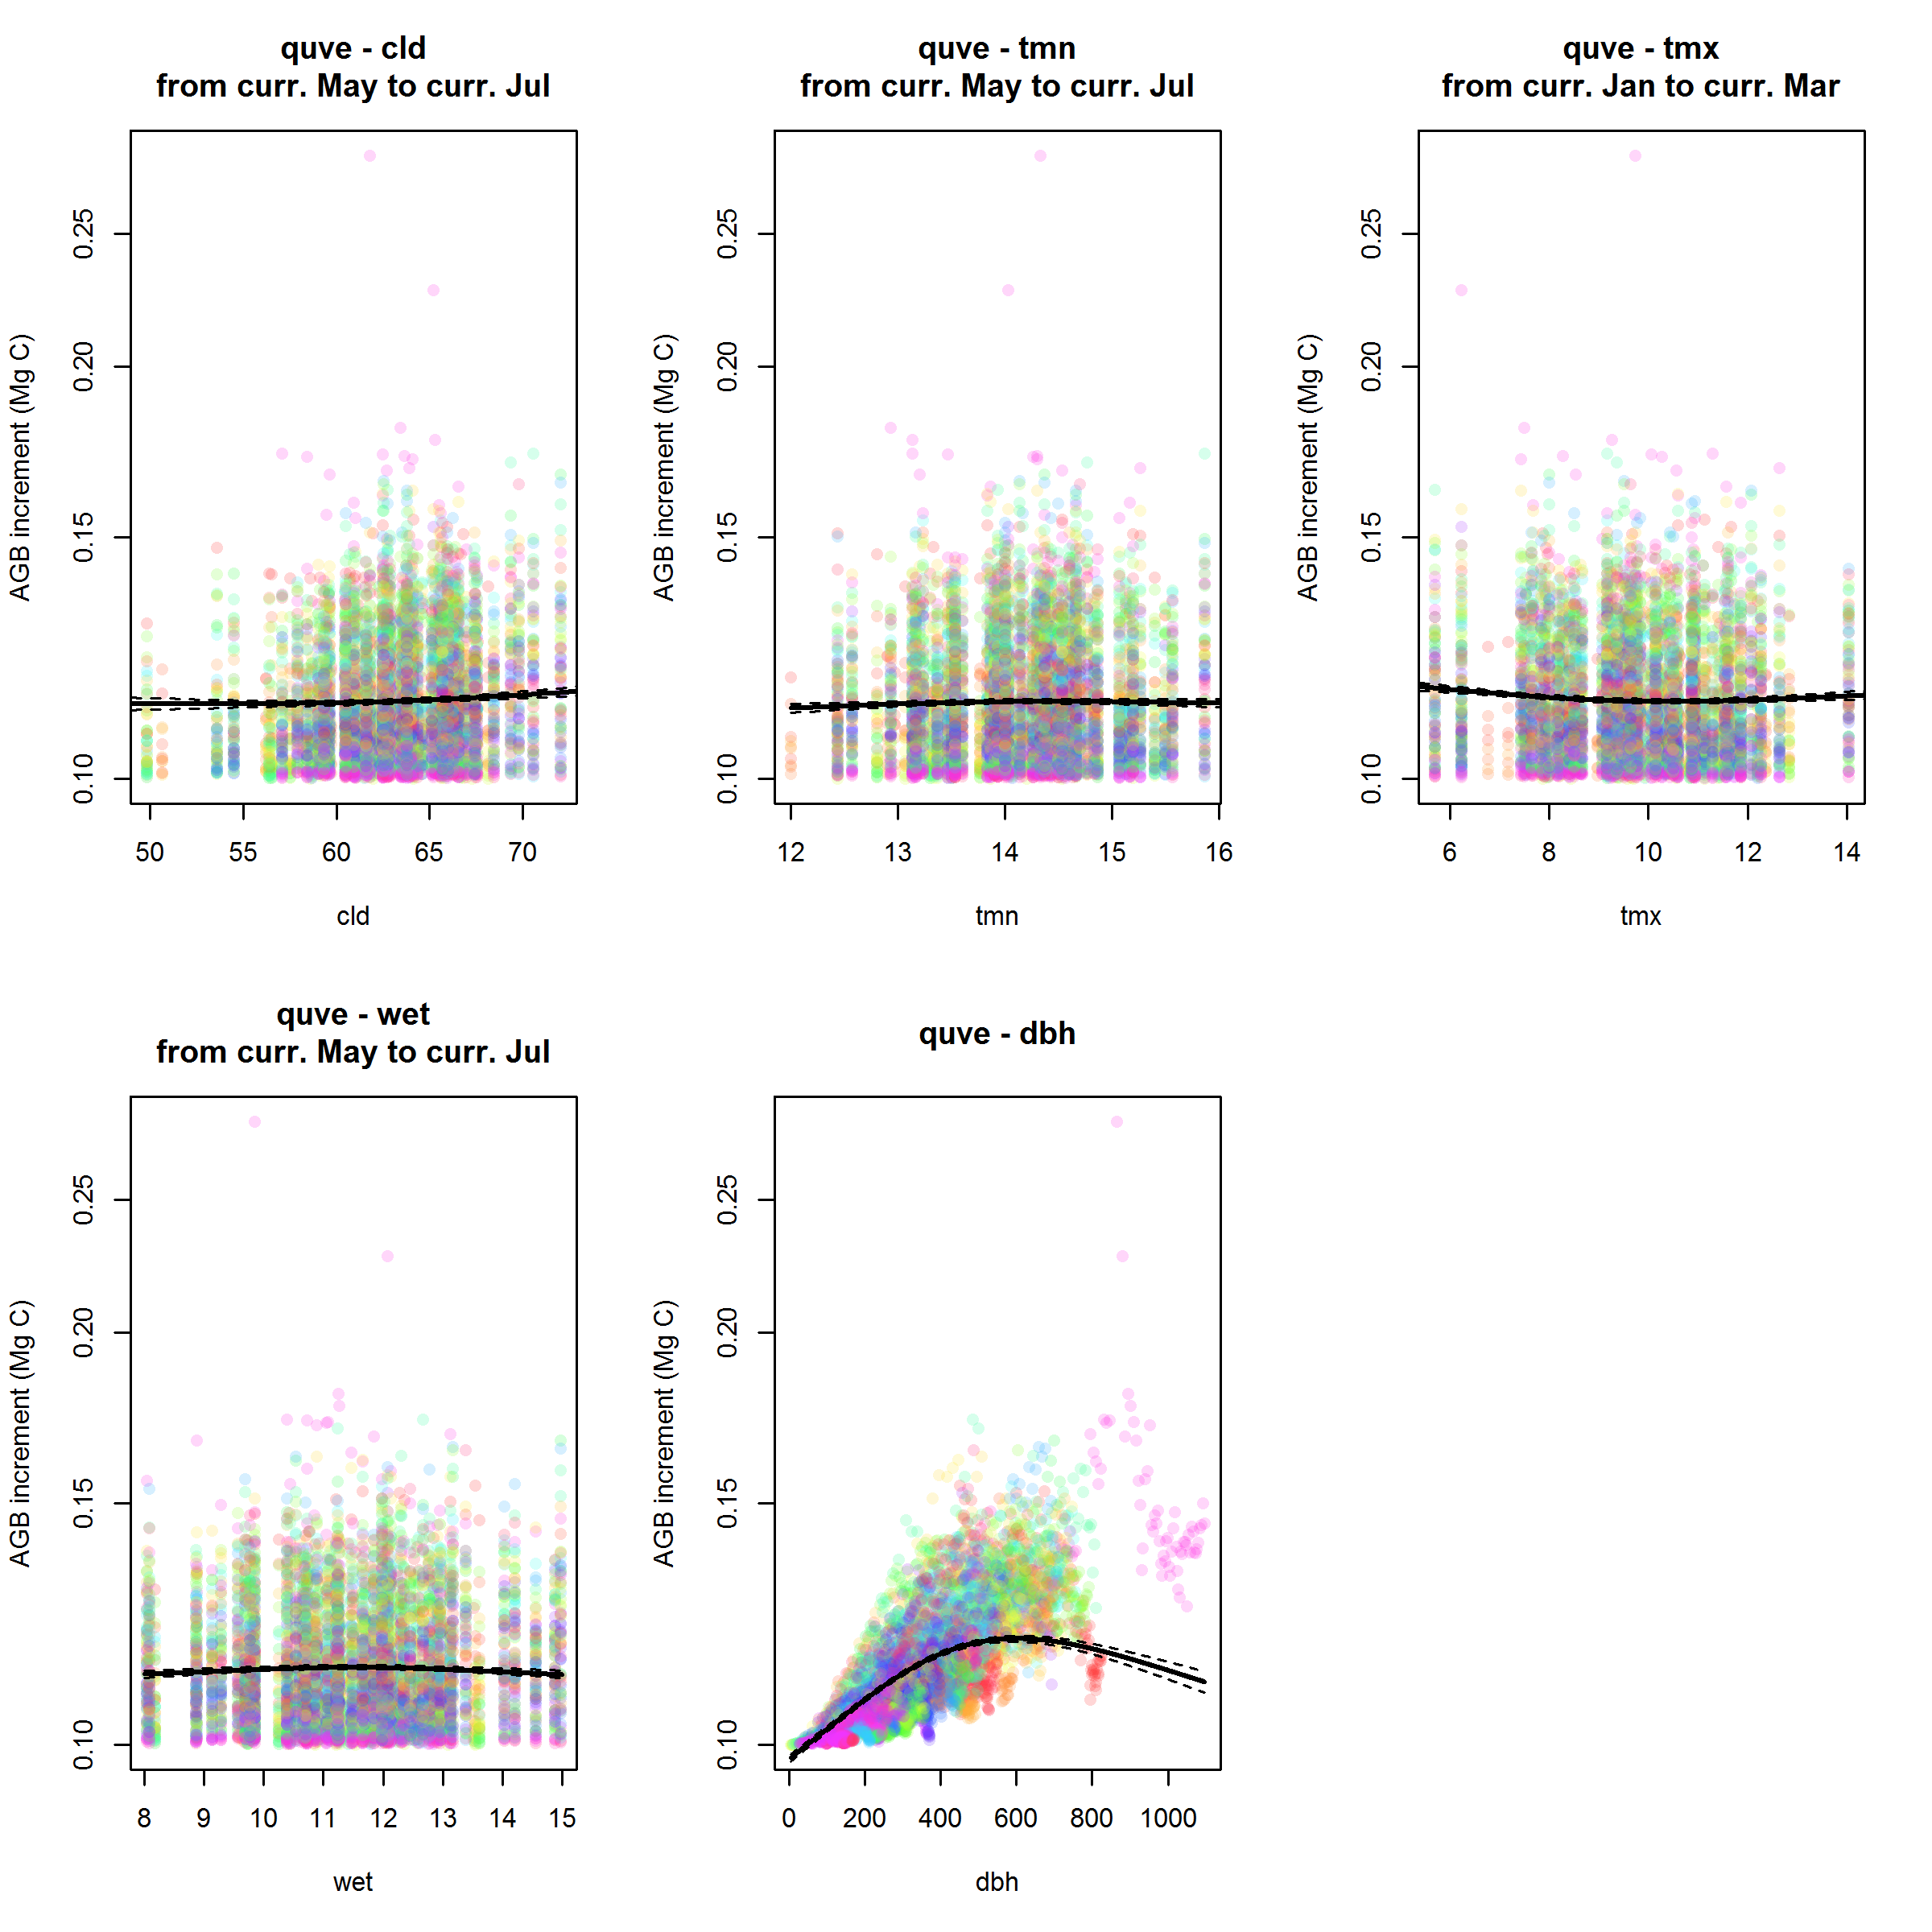 quve - cld
from curr. May to curr. Jul
AGB increment (Mg C)
0.25
0.20
0.15
0.10
50 55 60 65 70
cld
quve - tmn
from curr. May to curr. Jul
AGB increment (Mg C)
0.25
0.20
0.15
0.10
12 13 14 15 16
tmn
quve - tmx
from curr. Jan to curr. Mar
AGB increment (Mg C)
0.25
0.20
0.15
0.10
6 8 10 12 14
tmx
quve - wet
from curr. May to curr. Jul
AGB increment (Mg C)
0.25
0.20
0.15
0.10
8 9 10 11 12 13 14 15
wet
quve - dbh
AGB increment (Mg C)
0.25
0.20
0.15
0.10
0 200 400 600 800 1000
dbh